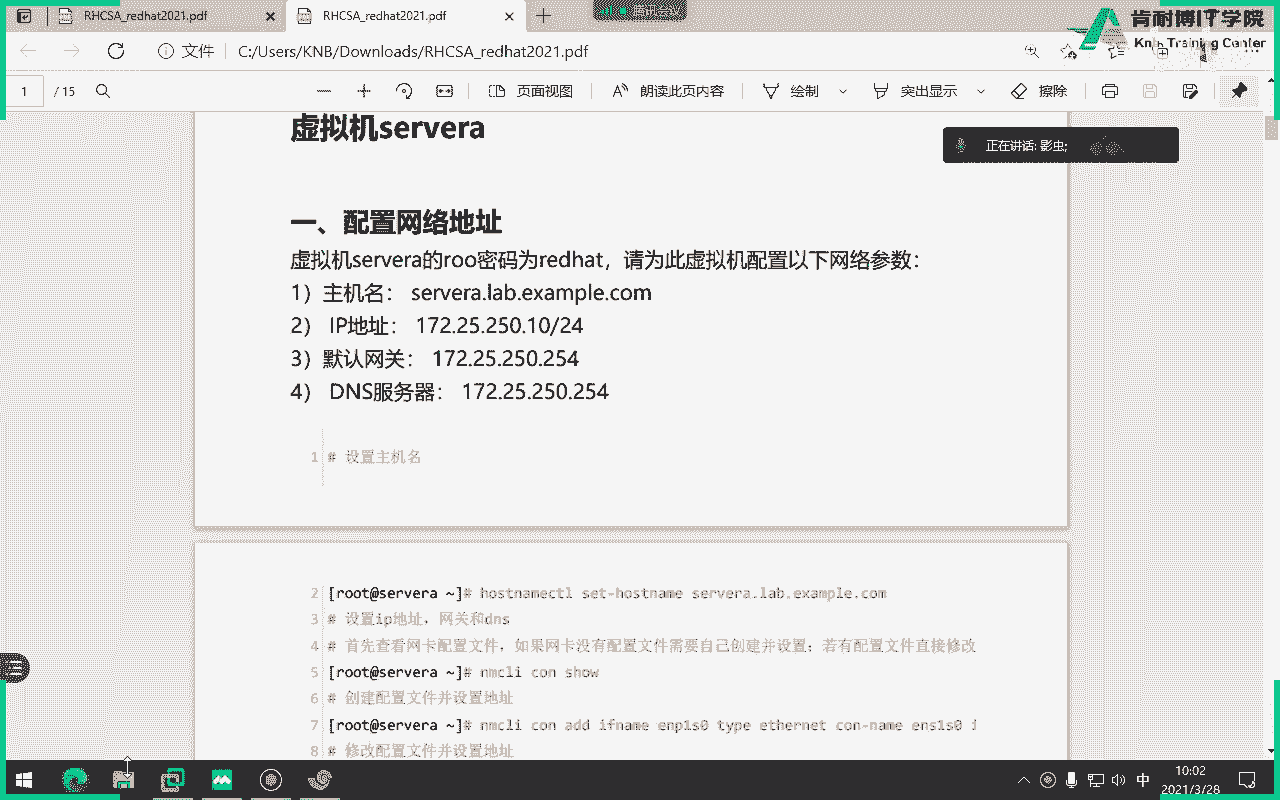 RHCSA_redhat2021.pdf
RHCSA_redhat2021.pdf
肯耐博IT学院
KnB Training Center
文件
C:/Users/KNB/Downloads/RHCSA_redhat2021.pdf
1 / 15
页面视图
朗读此页内容
绘制
突出显示
擦除
虚拟机servera
正在讲话: 影虫;
一、配置网络地址
虚拟机servera的roo密码为redhat，请为此虚拟机配置以下网络参数：
1）主机名： servera.lab.example.com
2） IP地址： 172.25.250.10/24
3）默认网关： 172.25.250.254
4） DNS服务器： 172.25.250.254
1 # 设置主机名
2 [root@servera ~]# hostnamectl set-hostname servera.lab.example.com
3 # 设置ip地址，网关和dns
4 # 首先查看网卡配置文件，如果网卡没有配置文件需要自己创建并设置；若有配置文件直接修改
5 [root@servera ~]# nmcli con show
6 # 创建配置文件并设置地址
7 [root@servera ~]# nmcli con add ifname enp1s0 type ethernet con-name ens1s0 i
8 # 修改配置文件并设置地址
中
10:02
2021/3/28